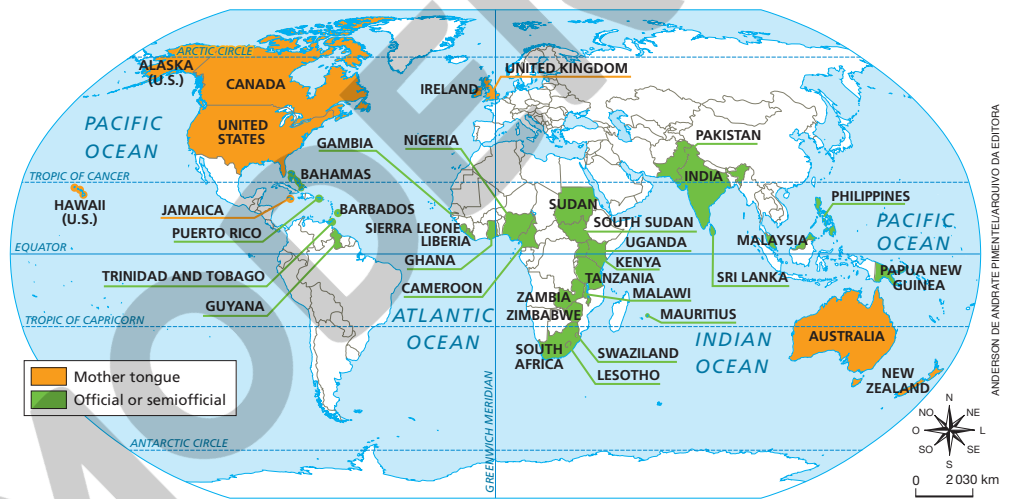 ARCTIC CIRCLE
ALASKA
(U.S.)
CANADA
UNITED KINGDOM
IRELAND
UNITED
STATES
PACIFIC
OCEAN
GAMBIA
NIGERIA
PAKISTAN
TROPIC OF CANCER
BAHAMAS
INDIA
HAWAII
(U.S.)
JAMAICA
PUERTO RICO
BARBADOS
SUDAN
PHILIPPINES
SIERRA LEONE
LIBERIA
SOUTH SUDAN
PACIFIC
OCEAN
EQUATOR
GHANA
UGANDA
MALAYSIA
KENYA
TRINIDAD AND TOBAGO
CAMEROON
TANZANIA
SRI LANKA
PAPUA NEW
GUINEA
GUYANA
ZAMBIA
MALAWI
ZIMBABWE
MAURITIUS
TROPIC OF CAPRICORN
ATLANTIC
OCEAN
INDIAN
OCEAN
AUSTRALIA
SOUTH
AFRICA
SWAZILAND
LESOTHO
NEW
ZEALAND
Mother tongue
Official or semiofficial
GREENWICH MERIDIAN
ANTARCTIC CIRCLE
N
NO
NE
O
L
SO
SE
S
0 2 030 km
ANDERSON DE ANDRATE PIMENTEL/ARQUIVO DA EDITORA